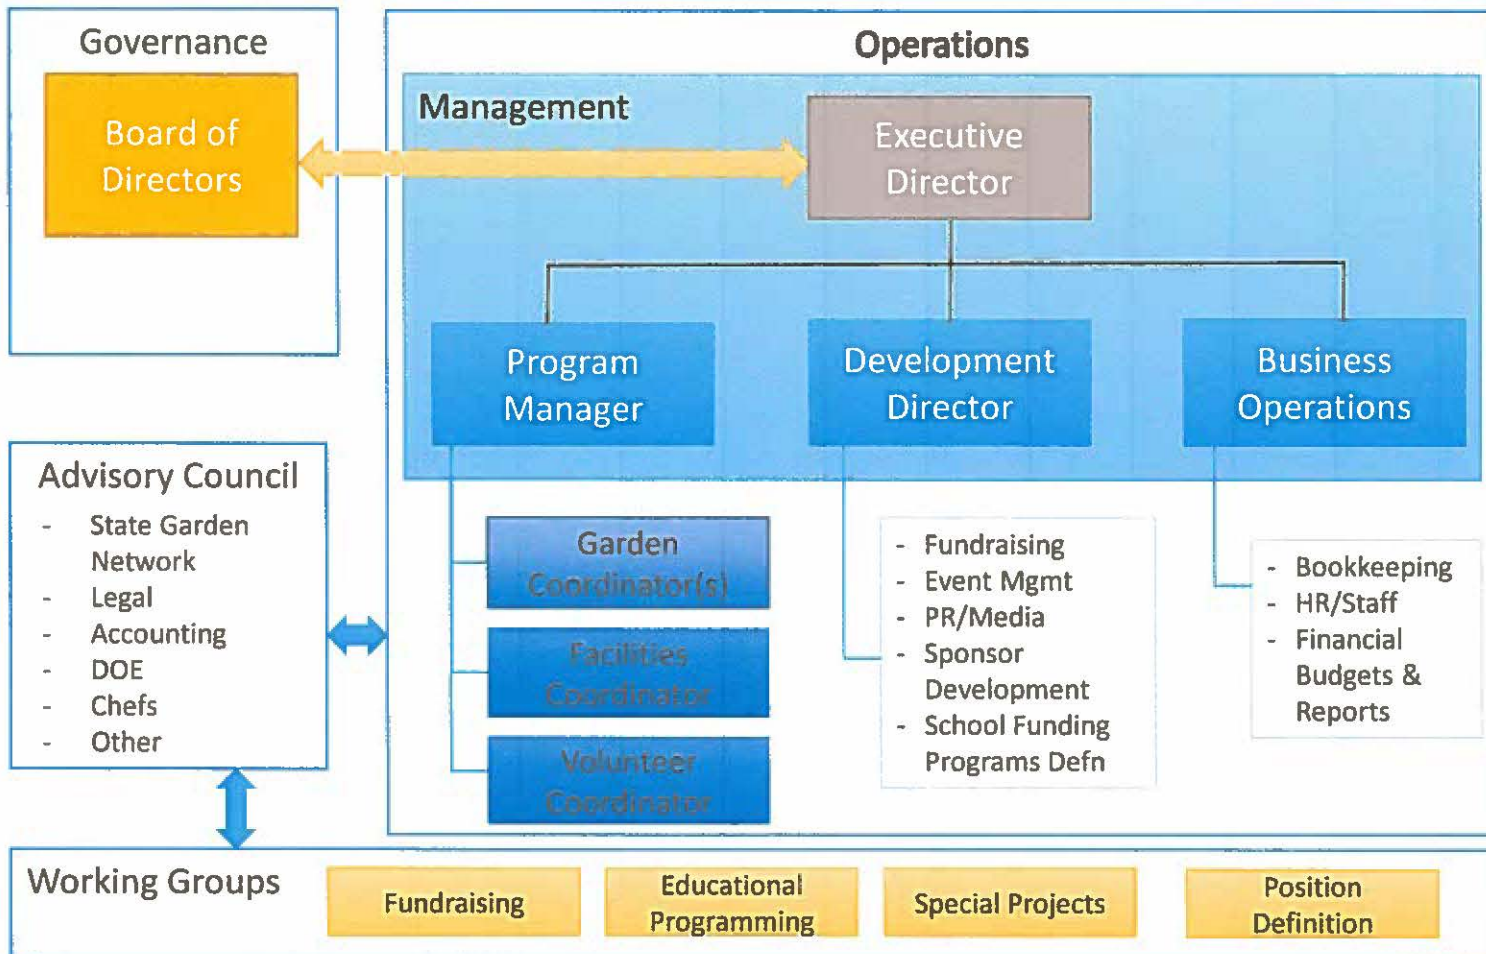 Governance
Board of
Directors
Operations
Management
Executive
Director
Program
Manager
Development
Director
Business
Operations
Garden
Coordinator(s)
Facilities
Coordinator
Volunteer
Coordinator
- Fundraising
- Event Mgmt
- PR/Media
- Sponsor
Development
- School Funding
Programs Defn
- Bookkeeping
- HR/Staff
- Financial
Budgets &
Reports
Advisory Council
- State Garden
Network
- Legal
- Accounting
- DOE
- Chefs
- Other
Working Groups
Fundraising
Educational
Programming
Special Projects
Position
Definition